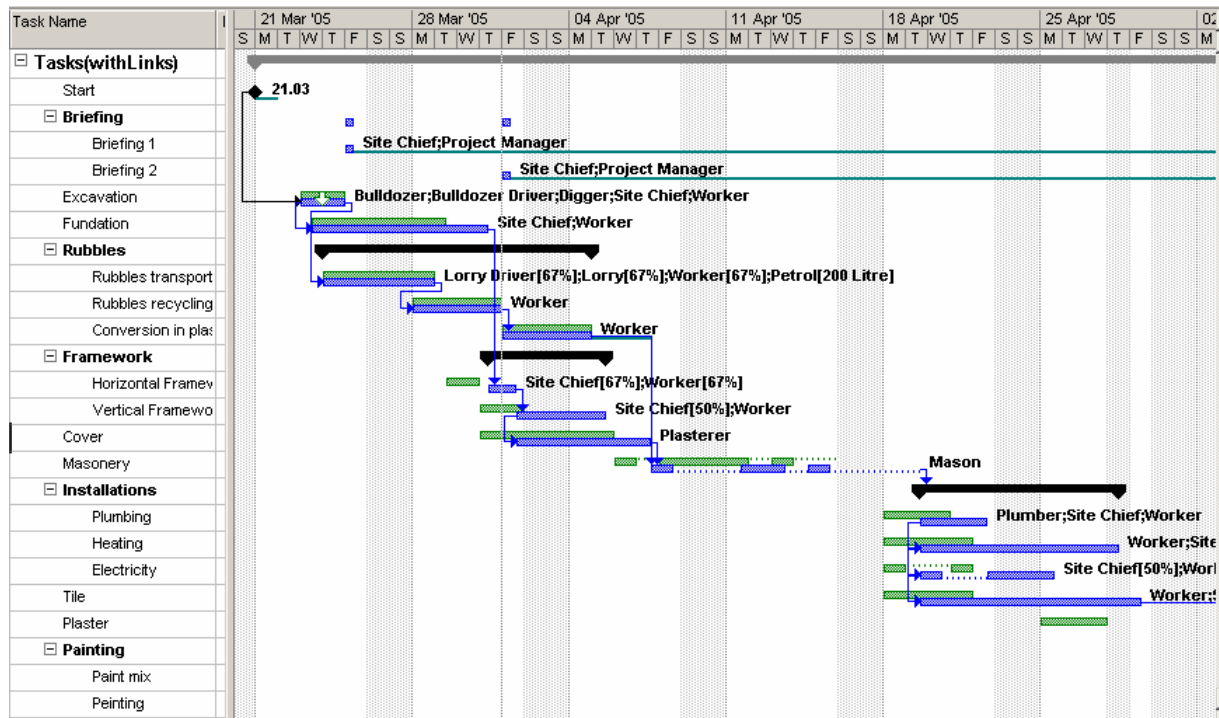 Task Name I 21 Mar '05 28 Mar '05 04 Apr '05 11 Apr '05 18 Apr '05 25 Apr '05 02
S M T W T F S S M T W T F S S M T W T F S S M T W T F S S M T W T F S S M T W T F S S M
Tasks(withLinks)
Start 21.03
Briefing
Briefing 1 Site Chief;Project Manager
Briefing 2 Site Chief;Project Manager
Excavation Bulldozer;Bulldozer Driver;Digger;Site Chief;Worker
Fundation Site Chief;Worker
Rubbles
Rubbles transport Lorry Driver[67%];Lorry[67%];Worker[67%];Petrol[200 Litre]
Rubbles recycling Worker
Conversion in plas Worker
Framework
Horizontal Framew Site Chief[67%];Worker[67%]
Vertical Framewo Site Chief[50%];Worker
Cover Plasterer
Masonery Mason
Installations
Plumbing Plumber;Site Chief;Worker
Heating Worker;Site
Electricity Site Chief[50%];Worl
Tile Worker;S
Plaster
Painting
Paint mix
Peinting